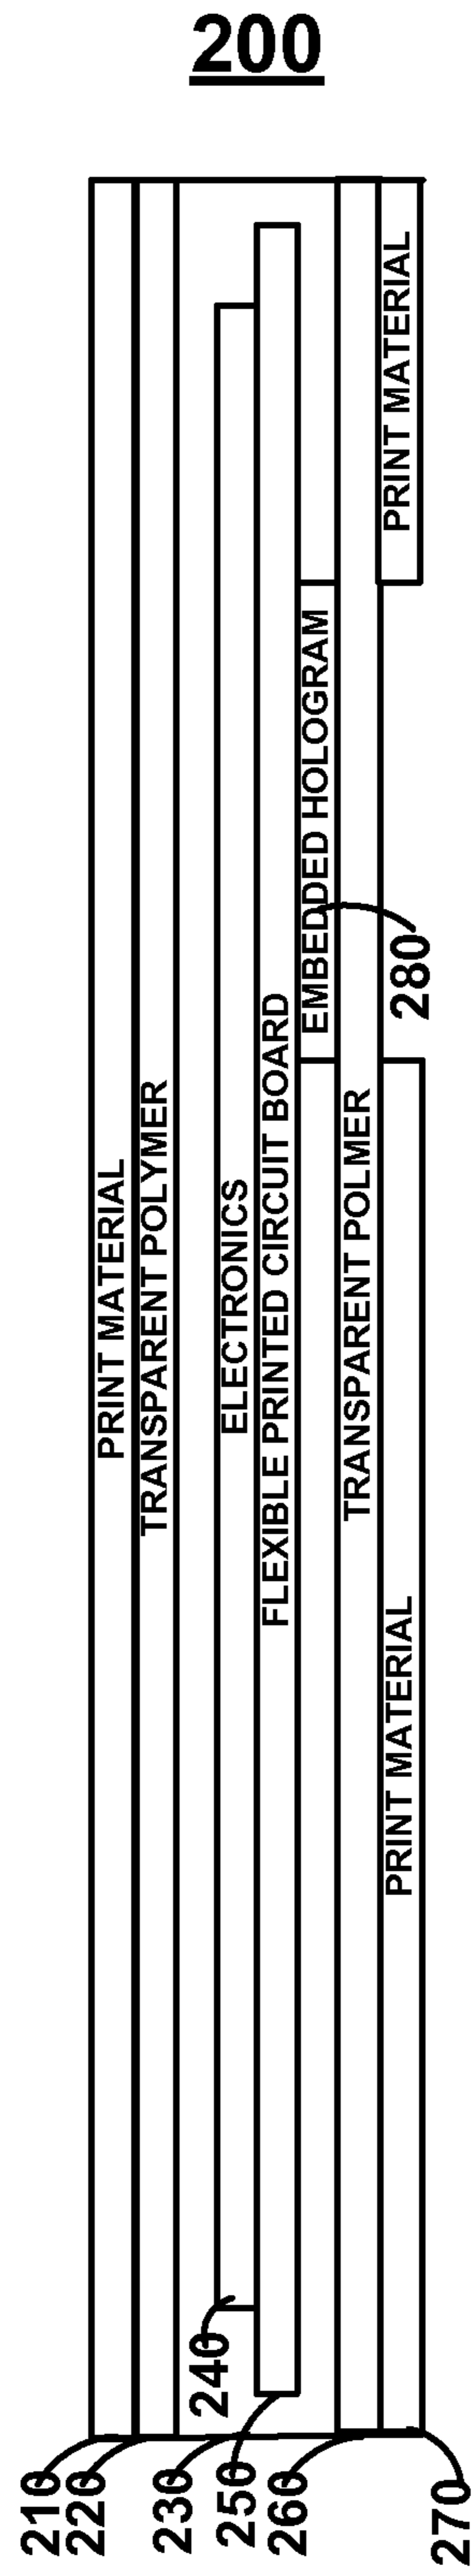 200
PRINT MATERIAL
TRANSPARENT POLYMER
ELECTRONICS
FLEXIBLE PRINTED CIRCUIT BOARD
EMBEDDED HOLOGRAM
TRANSPARENT POLMER
PRINT MATERIAL
PRINT MATERIAL
280
240
210
220
230
250
260
270